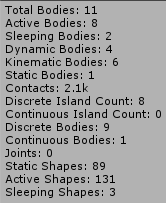 Total Bodies: 11
Active Bodies: 8
Sleeping Bodies: 2
Dynamic Bodies: 4
Kinematic Bodies: 6
Static Bodies: 1
Contacts: 2.1k
Discrete Island Count: 8
Continuous Island Count: 0
Discrete Bodies: 9
Continuous Bodies: 1
Joints: 0
Static Shapes: 89
Active Shapes: 131
Sleeping Shapes: 3